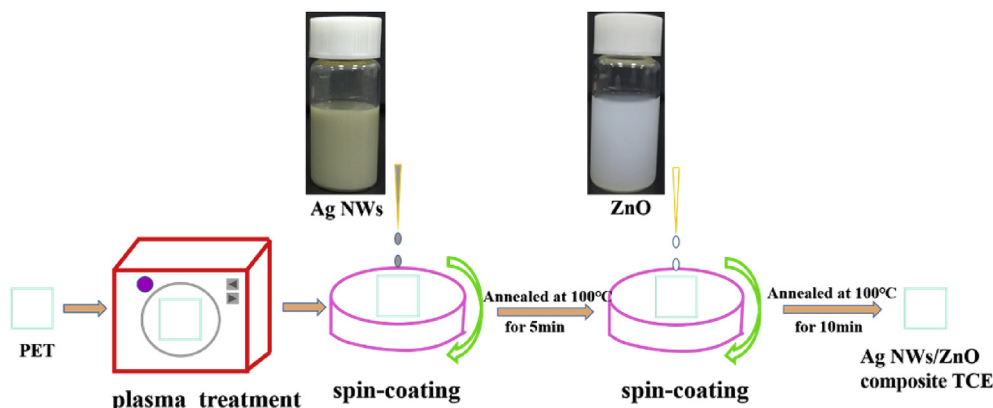 Ag NWs
ZnO
PET
plasma treatment
spin-coating
Annealed at 100℃
for 5min
spin-coating
Annealed at 100℃
for 10min
Ag NWs/ZnO
composite TCE